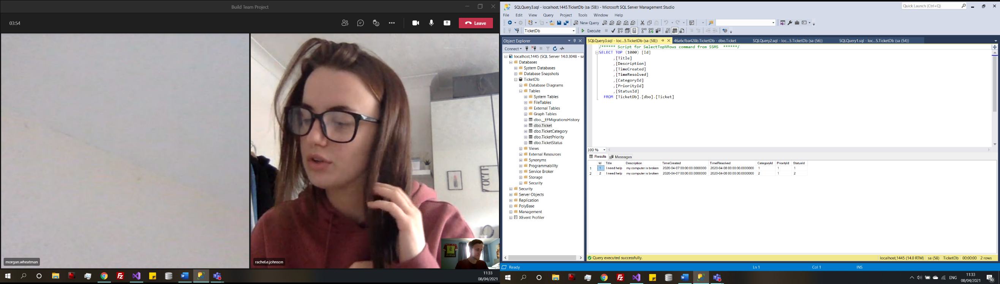 Build Team Project
03:54
Leave
morgan.wheatman
rachel.e.johnson
11:33
08/04/2021
SQLQuery3.sql - localhost,1445.TicketDb (sa (58)) - Microsoft SQL Server Management Studio
Quick Launch (Ctrl+Q)
File Edit View Query Project Tools Window Help
New Query
TicketDb
Execute
Object Explorer
Connect
localhost,1445 (SQL Server 14.0.3048 - sa
Databases
System Databases
Database Snapshots
TicketDb
Database Diagrams
Tables
System Tables
FileTables
External Tables
Graph Tables
dbo.__EFMigrationsHistory
dbo.Ticket
dbo.TicketCategory
dbo.TicketPriority
dbo.TicketStatus
Views
External Resources
Synonyms
Programmability
Service Broker
Storage
Security
Security
Server Objects
Replication
PolyBase
Management
XEvent Profiler
SQLQuery3.sql - loc...5.TicketDb (sa (58)) 46a6cfba428b.TicketDb - dbo.Ticket SQLQuery2.sql - loc...5.TicketDb (sa (56)) SQLQuery1.sql - loc...5.TicketDb (sa (54))
/****** Script for SelectTopNRows command from SSMS ******/
SELECT TOP (1000) [Id]
,[Title]
,[Description]
,[TimeCreated]
,[TimeResolved]
,[CategoryId]
,[PriorityId]
,[StatusId]
FROM [TicketDb].[dbo].[Ticket]
100 %
Results Messages
Id Title Description TimeCreated TimeResolved CategoryId PriorityId StatusId
1 1 I need help my computer is broken 2020-04-07 00:00:00.0000000 2020-04-08 00:00:00.0000000 1 1 1
2 2 I need help my computer is broken 2020-04-07 00:00:00.0000000 2020-04-08 00:00:00.0000000 2 1 2
Query executed successfully. localhost,1445 (14.0 RTM) sa (58) TicketDb 00:00:00 2 rows
Ready Ln 1 Col 1 INS
ENG
11:33
08/04/2021
10